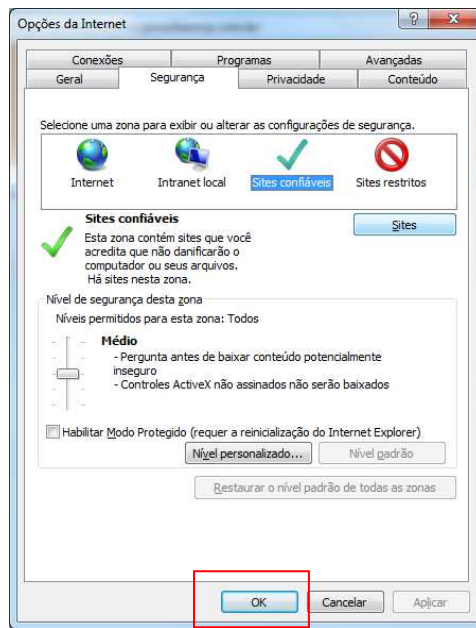 Opções da Internet
Conexões Programas Avançadas
Geral Segurança Privacidade Conteúdo
Selecione uma zona para exibir ou alterar as configurações de segurança.
Internet Intranet local Sites confiáveis Sites restritos
Sites confiáveis
Sites
Esta zona contém sites que você
acredita que não danificarão o
computador ou seus arquivos.
Há sites nesta zona.
Nível de segurança desta zona
Níveis permitidos para esta zona: Todos
Médio
- Pergunta antes de baixar conteúdo potencialmente
inseguro
- Controles ActiveX não assinados não serão baixados
Habilitar Modo Protegido (requer a reinicialização do Internet Explorer)
Nível personalizado... Nível padrão
Restaurar o nível padrão de todas as zonas
OK Cancelar Aplicar